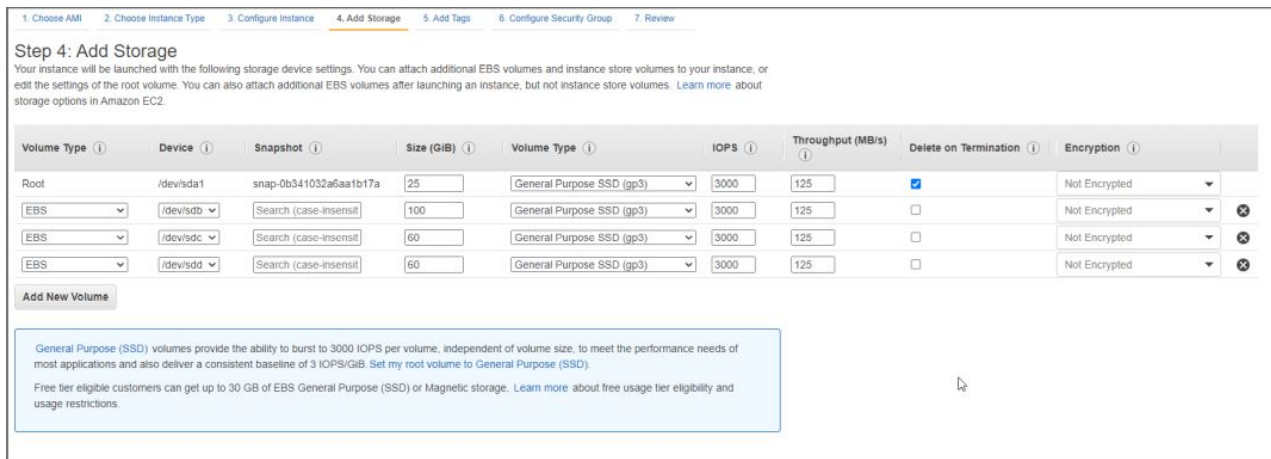 1. Choose AMI 2. Choose Instance Type 3. Configure Instance 4. Add Storage 5. Add Tags 6. Configure Security Group 7. Review
Step 4: Add Storage
Your instance will be launched with the following storage device settings. You can attach additional EBS volumes and instance store volumes to your instance, or
edit the settings of the root volume. You can also attach additional EBS volumes after launching an instance, but not instance store volumes. Learn more about
storage options in Amazon EC2.
Volume Type Device Snapshot Size (GiB) Volume Type IOPS Throughput (MB/s) Delete on Termination Encryption
Root /dev/sda1 snap-0b341032a6aa1b17a 25 General Purpose SSD (gp3) 3000 125 Not Encrypted
EBS /dev/sdb Search (case-insensit 100 General Purpose SSD (gp3) 3000 125 Not Encrypted
EBS /dev/sdc Search (case-insensit 60 General Purpose SSD (gp3) 3000 125 Not Encrypted
EBS /dev/sdd Search (case-insensit 60 General Purpose SSD (gp3) 3000 125 Not Encrypted
Add New Volume
General Purpose (SSD) volumes provide the ability to burst to 3000 IOPS per volume, independent of volume size, to meet the performance needs of
most applications and also deliver a consistent baseline of 3 IOPS/GiB. Set my root volume to General Purpose (SSD).
Free tier eligible customers can get up to 30 GB of EBS General Purpose (SSD) or Magnetic storage. Learn more about free usage tier eligibility and
usage restrictions.